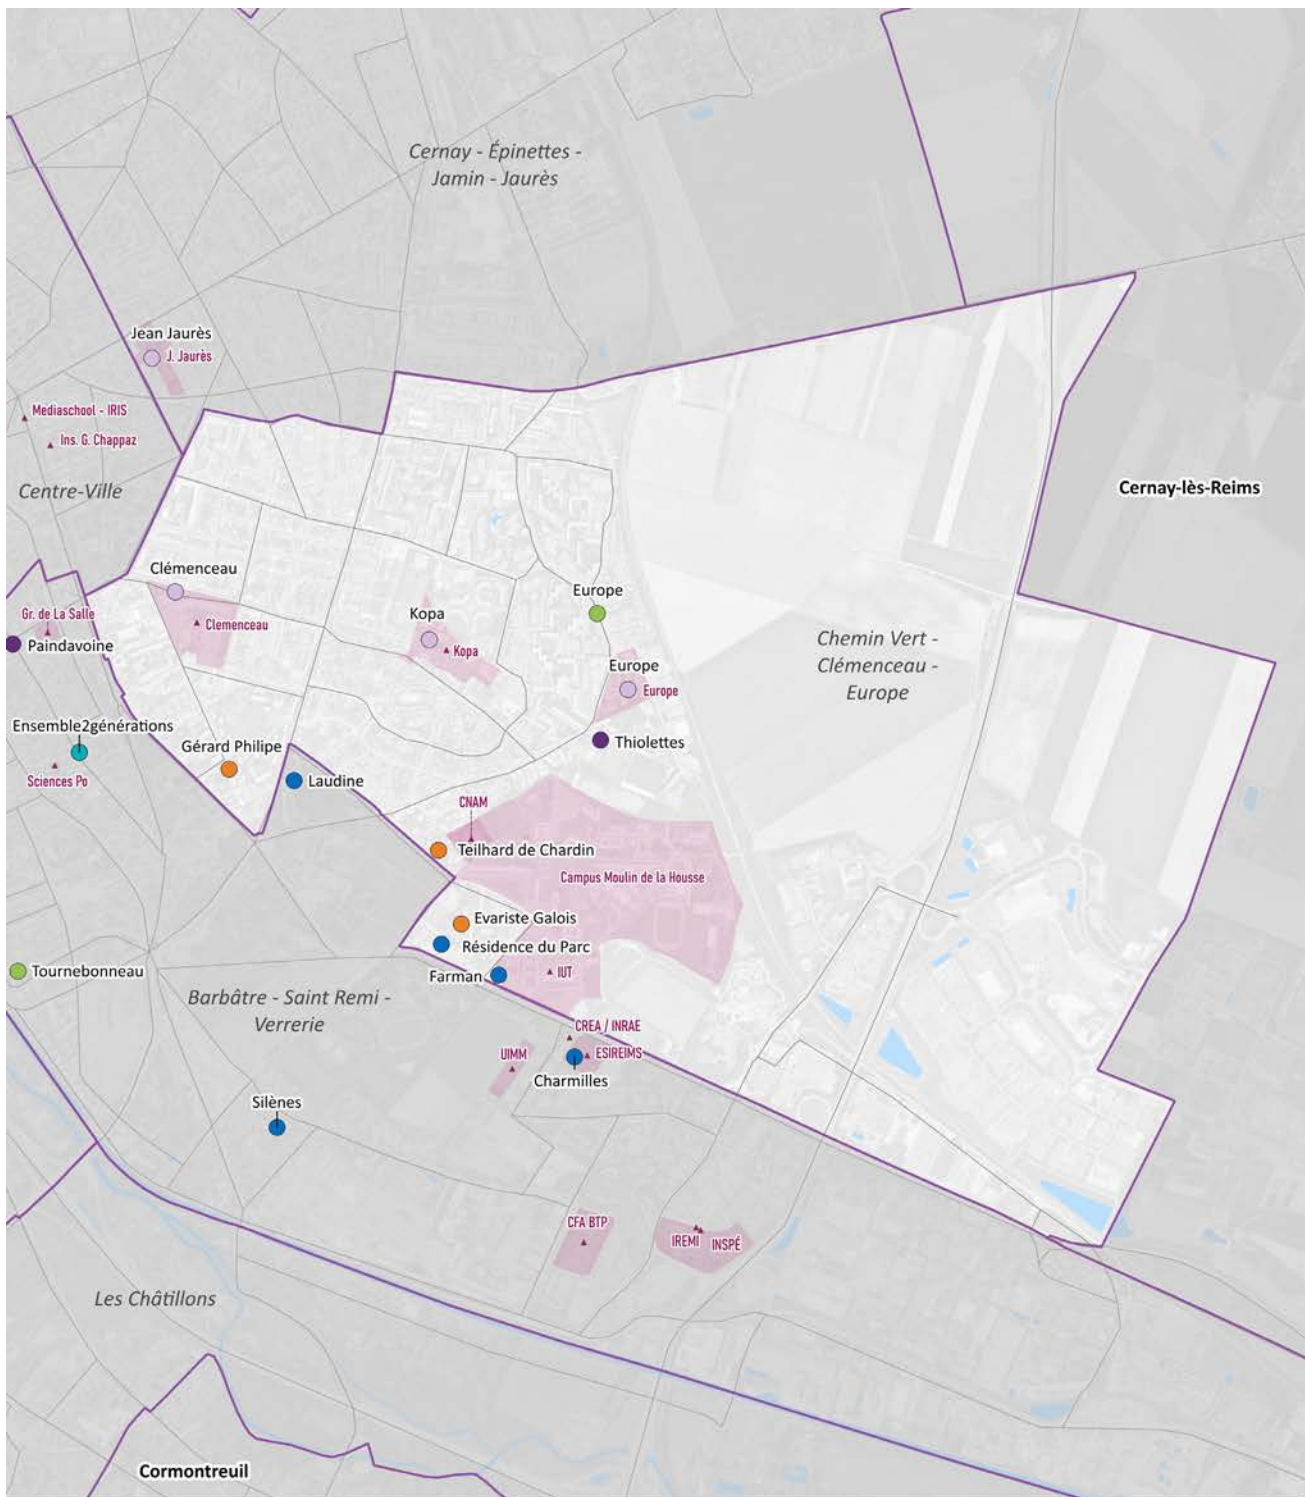 Cernay - Épinettes -
Jamin - Jaurès
Jean Jaurès
J. Jaurès
Mediaschool - IRIS
Ins. G. Chappaz
Centre-Ville
Cernay-lès-Reims
Clémenceau
Clemenceau
Kopa
Kopa
Europe
Europe
Europe
Gr. de La Salle
Paindavoine
Chemin Vert -
Clémenceau -
Europe
Ensemble2générations
Sciences Po
Gérard Philipe
Laudine
Thiolettes
CNAM
Teilhard de Chardin
Campus Moulin de la Housse
Evariste Galois
Résidence du Parc
Farman
IUT
Tournebonneau
Barbâtre - Saint Remi -
Verrerie
CREA / INRAE
UIMM
ESIREIMS
Charmilles
Silènes
CFA BTP
IREMI
INSPÉ
Les Châtillons
Cormontreuil